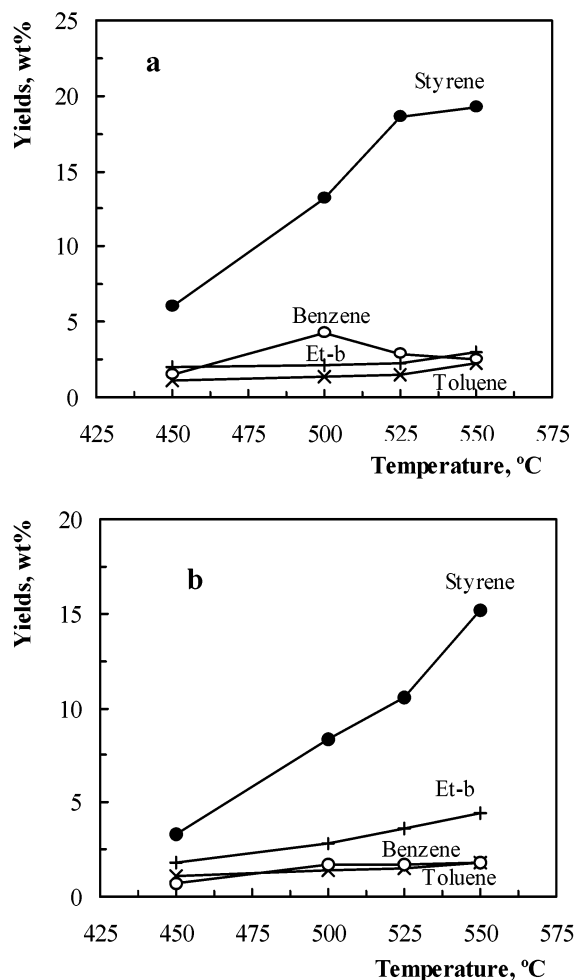 25
a
Styrene
20
15
10
Benzene
5
Et-b
Toluene
0
425 450 475 500 525 550 575
Temperature, ºC
Yields, wt%
20
b
Styrene
15
10
Et-b
5
Benzene
Toluene
0
425 450 475 500 525 550 575
Temperature, ºC
Yields, wt%